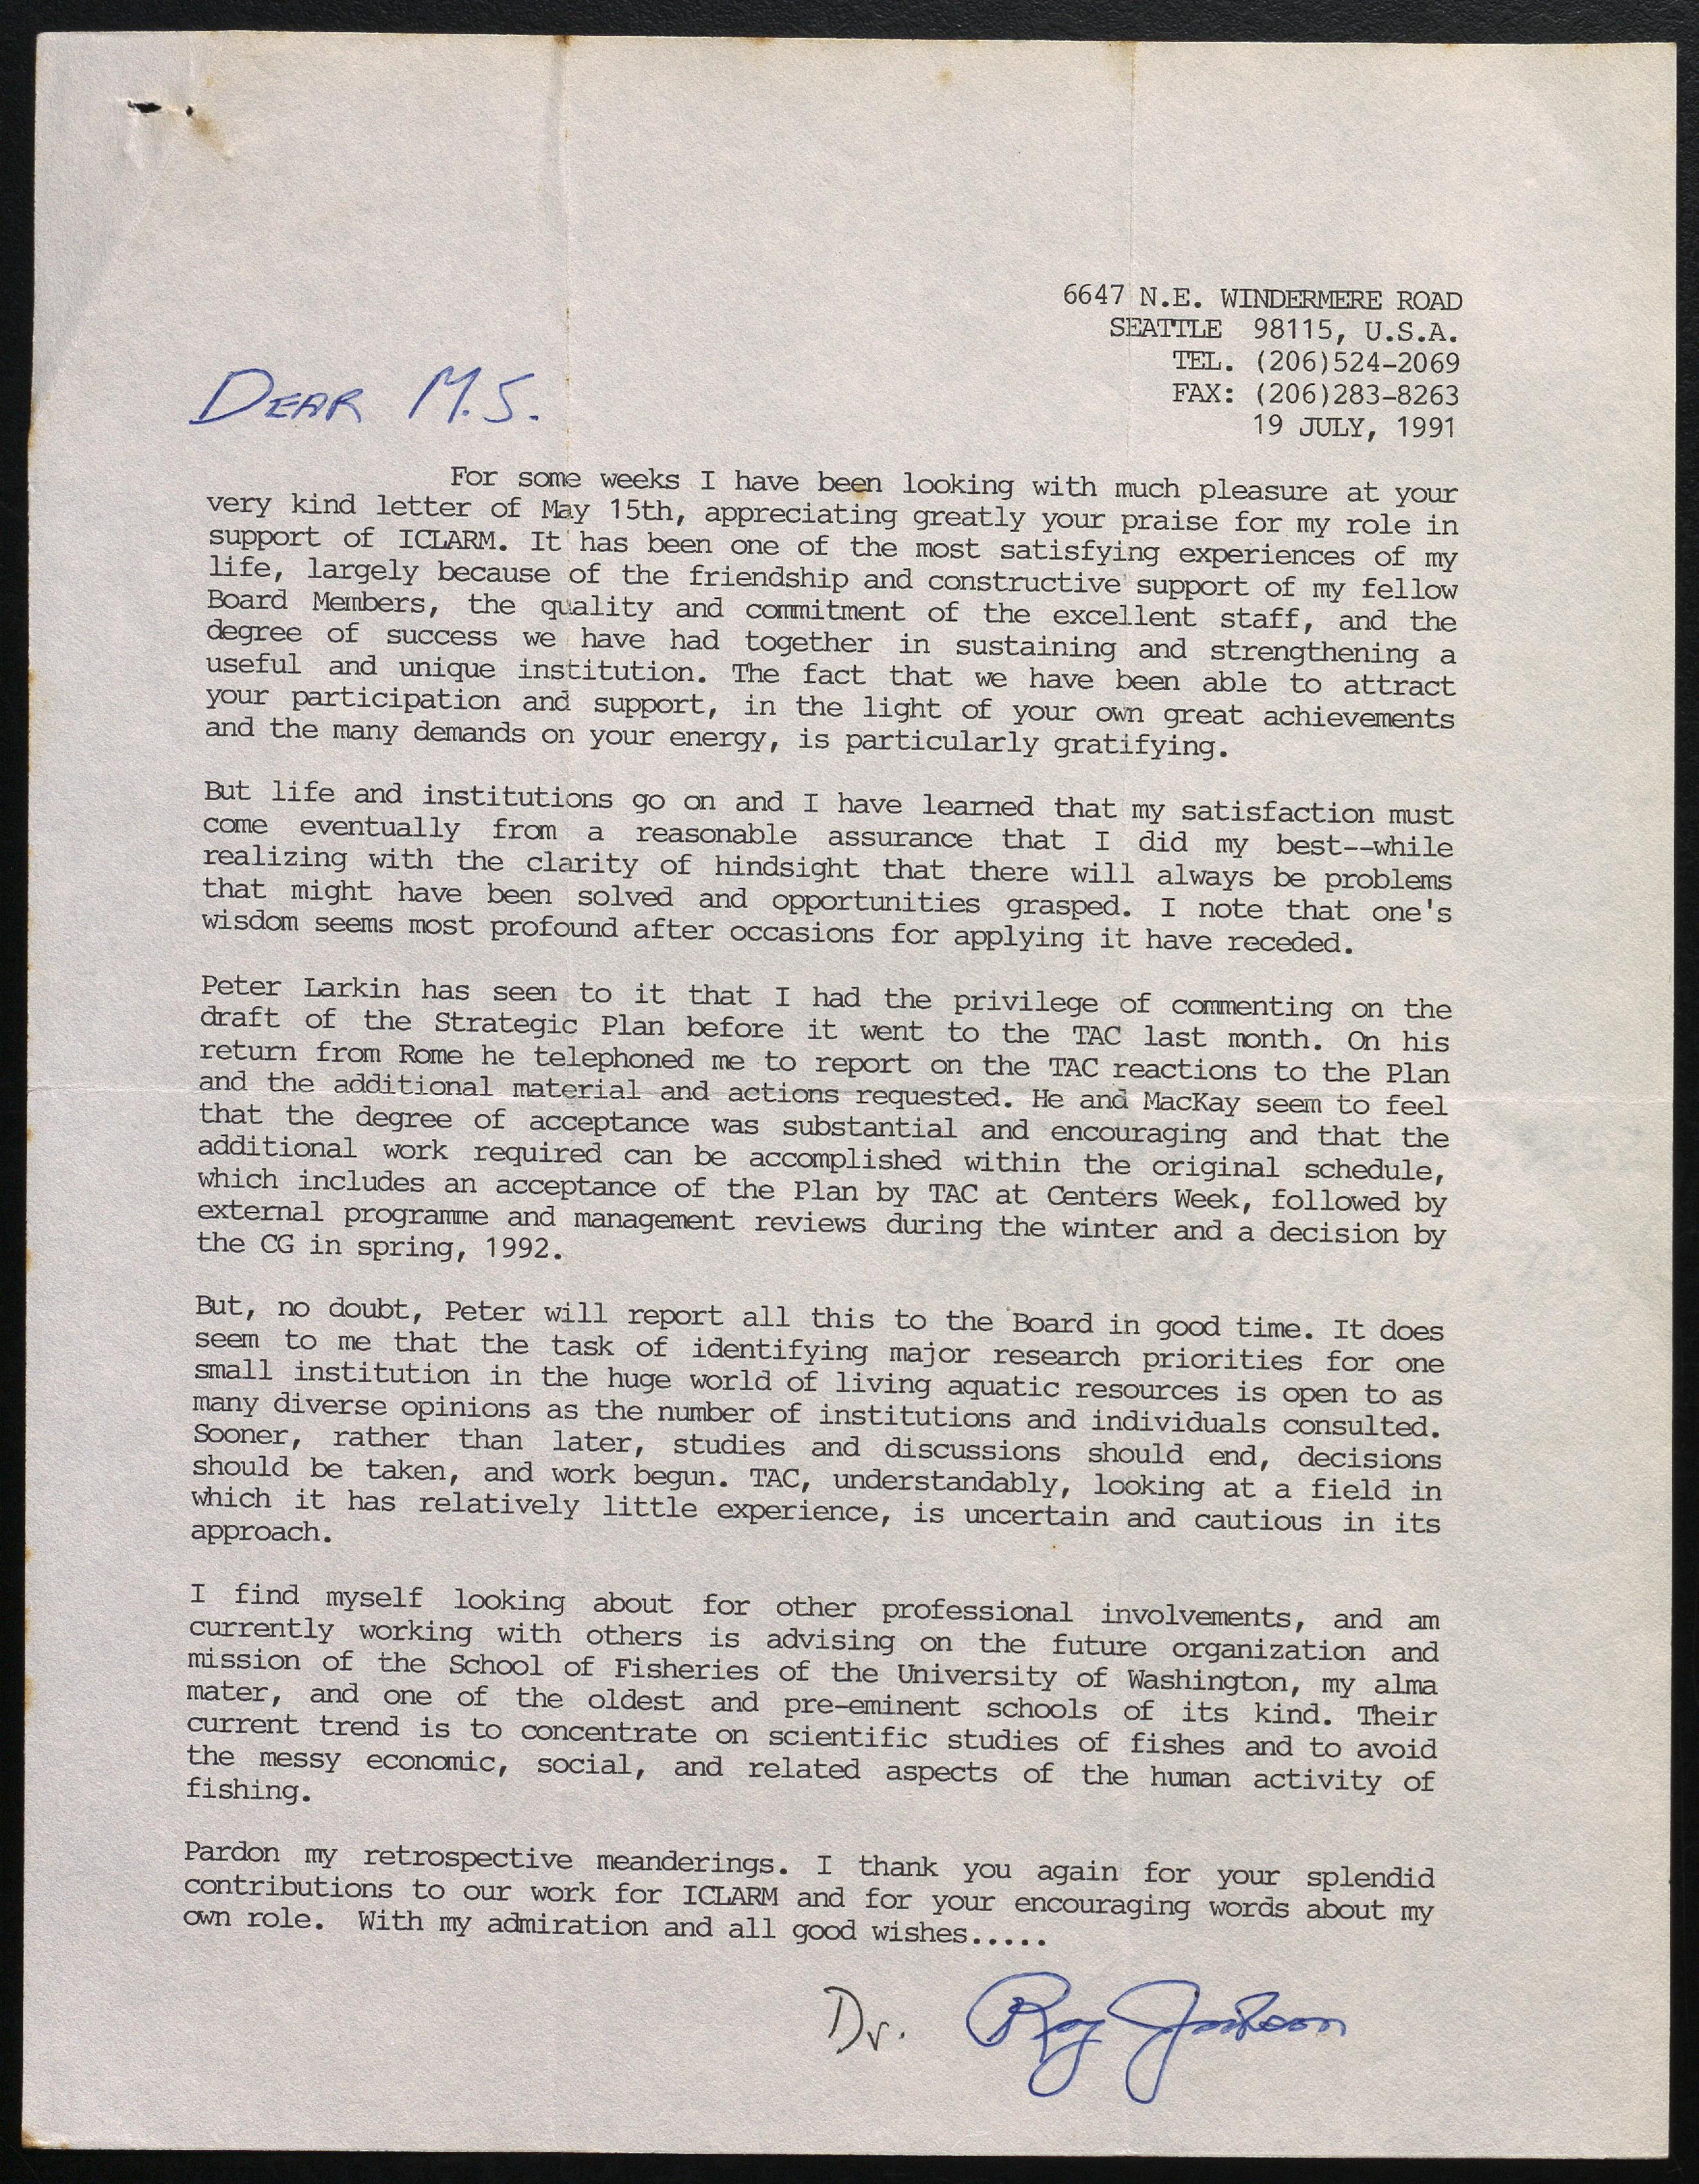 6647 N.E. WINDERMERE ROAD
SEATTLE 98115, U.S.A.
TEL. (206)524-2069
FAX: (206)283-8263
19 JULY, 1991
DEAR M.S.
For some weeks I have been looking with much pleasure at your
very kind letter of May 15th, appreciating greatly your praise for my role in
support of ICLARM. It has been one of the most satisfying experiences of my
life, largely because of the friendship and constructive support of my fellow
Board Members, the quality and commitment of the excellent staff, and the
degree of success we have had together in sustaining and strengthening a
useful and unique institution. The fact that we have been able to attract
your participation and support, in the light of your own great achievements
and the many demands on your energy, is particularly gratifying.
But life and institutions go on and I have learned that my satisfaction must
come eventually from a reasonable assurance that I did my best--while
realizing with the clarity of hindsight that there will always be problems
that might have been solved and opportunities grasped. I note that one's
wisdom seems most profound after occasions for applying it have receded.
Peter Larkin has seen to it that I had the privilege of commenting on the
draft of the Strategic Plan before it went to the TAC last month. On his
return from Rome he telephoned me to report on the TAC reactions to the Plan
and the additional material and actions requested. He and MacKay seem to feel
that the degree of acceptance was substantial and encouraging and that the
additional work required can be accomplished within the original schedule,
which includes an acceptance of the Plan by TAC at Centers Week, followed by
external programme and management reviews during the winter and a decision by
the CG in spring, 1992.
But, no doubt, Peter will report all this to the Board in good time. It does
seem to me that the task of identifying major research priorities for one
small institution in the huge world of living aquatic resources is open to as
many diverse opinions as the number of institutions and individuals consulted.
Sooner, rather than later, studies and discussions should end, decisions
should be taken, and work begun. TAC, understandably, looking at a field in
which it has relatively little experience, is uncertain and cautious in its
approach.
I find myself looking about for other professional involvements, and am
currently working with others is advising on the future organization and
mission of the School of Fisheries of the University of Washington, my alma
mater, and one of the oldest and pre-eminent schools of its kind. Their
current trend is to concentrate on scientific studies of fishes and to avoid
the messy economic, social, and related aspects of the human activity of
fishing.
Pardon my retrospective meanderings. I thank you again for your splendid
contributions to our work for ICLARM and for your encouraging words about my
own role. With my admiration and all good wishes.....
Dr. Roy Jackson